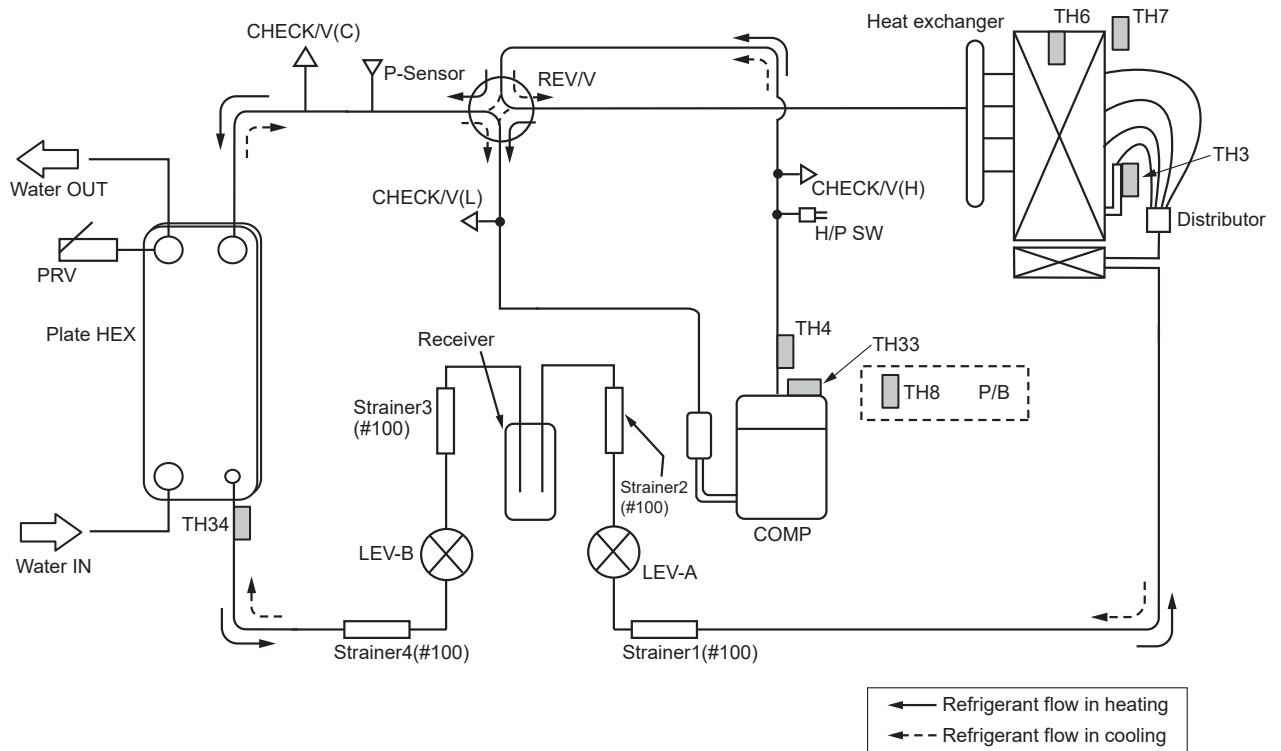 Heat exchanger
TH6
TH7
CHECK/V(C)
P-Sensor
REV/V
TH3
Water OUT
CHECK/V(L)
CHECK/V(H)
H/P SW
Distributor
PRV
Plate HEX
Receiver
TH4
TH33
TH8
P/B
Strainer3
(#100)
Strainer2
(#100)
COMP
TH34
Water IN
LEV-B
LEV-A
Strainer4(#100)
Strainer1(#100)
Refrigerant flow in heating
Refrigerant flow in cooling